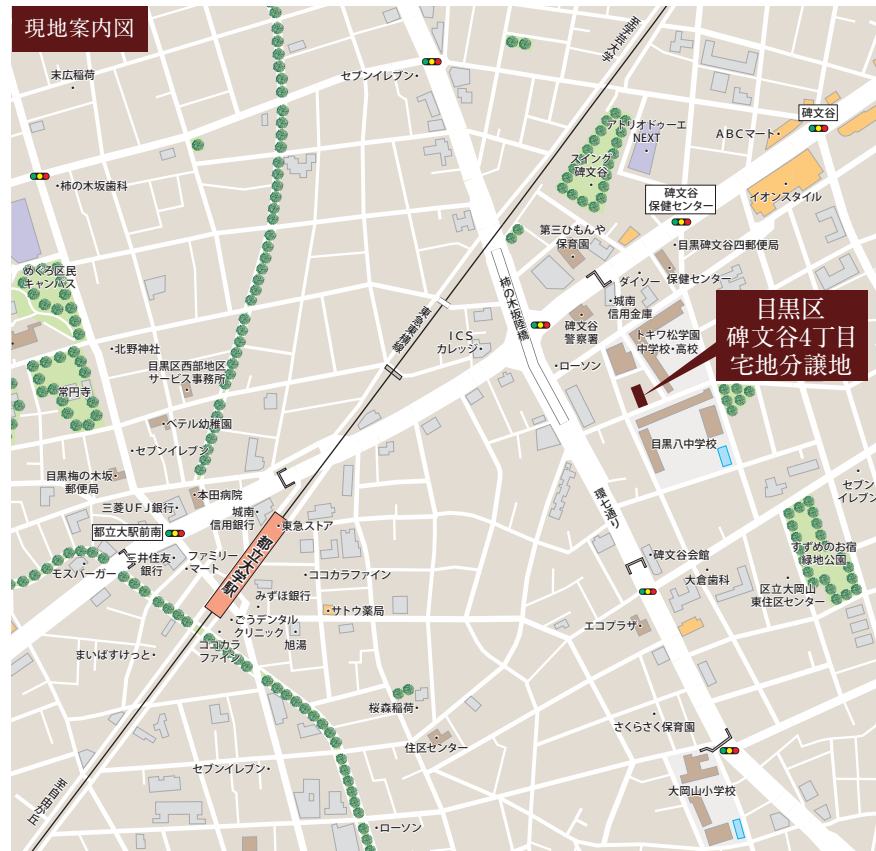 現地案内図
至学芸大学
末広稲荷
セブンイレブン
碑文谷
ABCマート
アトリオドゥーエ
NEXT
スイング
碑文谷
柿の木坂歯科
イオンスタイル
碑文谷
保健センター
第三ひもんや
保育園
目黒碑文谷四郵便局
保健センター
ダイソー
めぐろ区民
キャンパス
柿の木坂陸橋
城南
信用金庫
目黒区
碑文谷4丁目
宅地分譲地
東急東横線
ICS
カレッジ
碑文谷
警察署
トキワ松学園
中学校・高校
北野神社
目黒区西部地区
サービス事務所
ローソン
常円寺
ベテル幼稚園
目黒八中学校
セブンイレブン
目黒梅の木坂
郵便局
セブン
イレブン
本田病院
三菱UFJ銀行
城南
信用銀行
東急ストア
環七通り
都立大駅前南
都立大学駅
三井住友
銀行
ファミリー
マート
モスバーガー
すずめのお宿
緑地公園
碑文谷会館
大倉歯科
ココカラファイン
区立大岡山
東住区センター
みずほ銀行
サトウ薬局
ごうデンタル
クリニック
エコプラザ
ココカラ
ファイン
旭湯
まいばすけっと
桜森稲荷
さくらさく保育園
住区センター
セブンイレブン
大岡山小学校
至自由が丘
ローソン